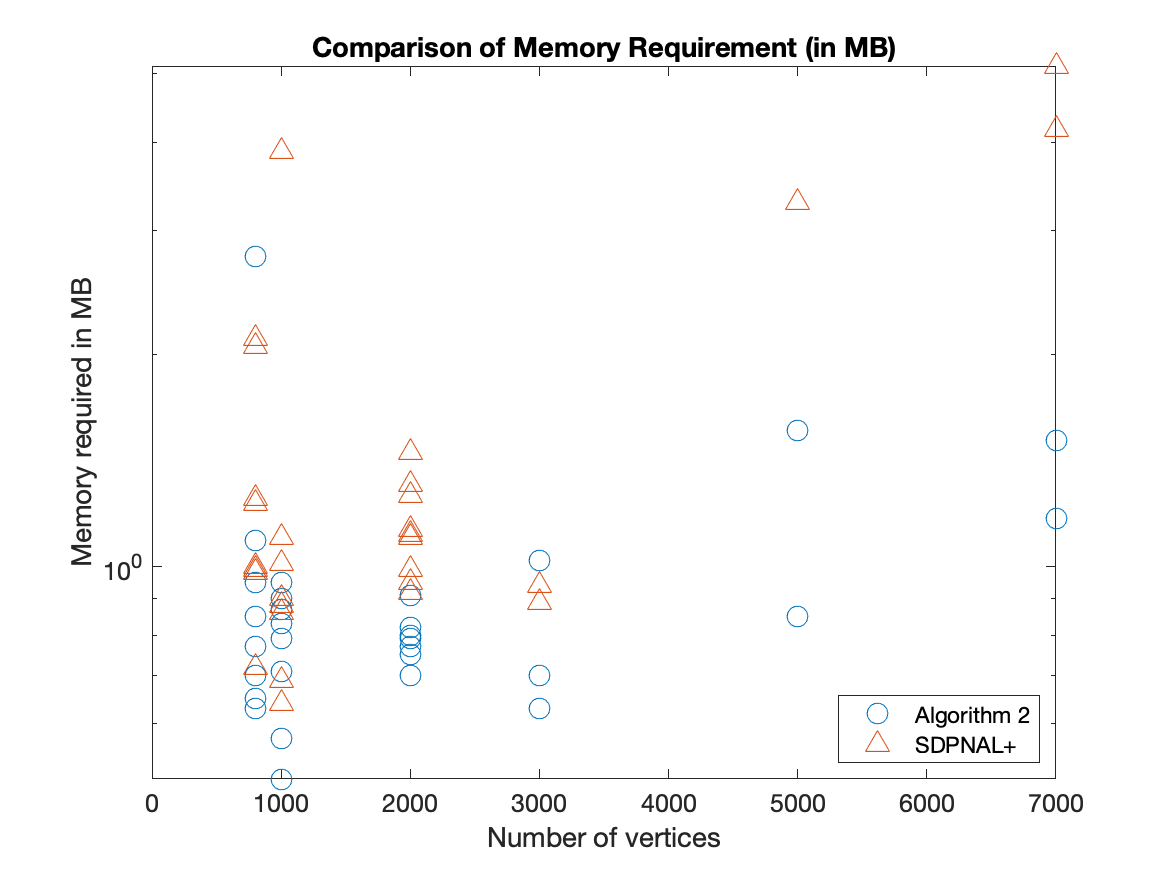 Comparison of Memory Requirement (in MB)
Memory required in MB
10^0
0 1000 2000 3000 4000 5000 6000 7000
Number of vertices
Algorithm 2
SDPNAL+